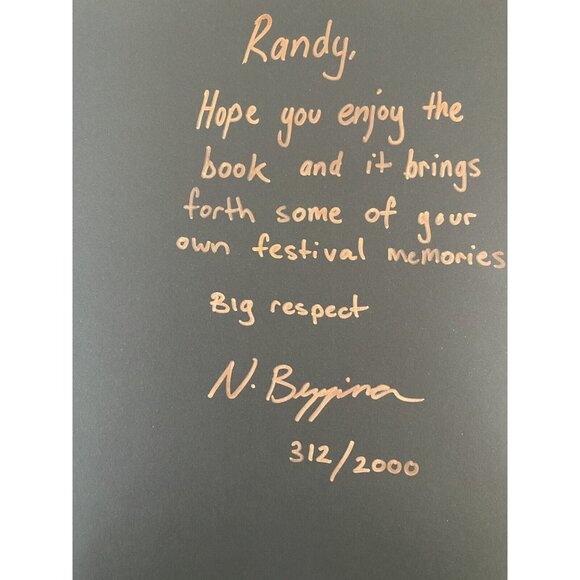 Randy,
Hope you enjoy the
book and it brings
forth some of your
own festival memories
Big respect
N.
312/2000